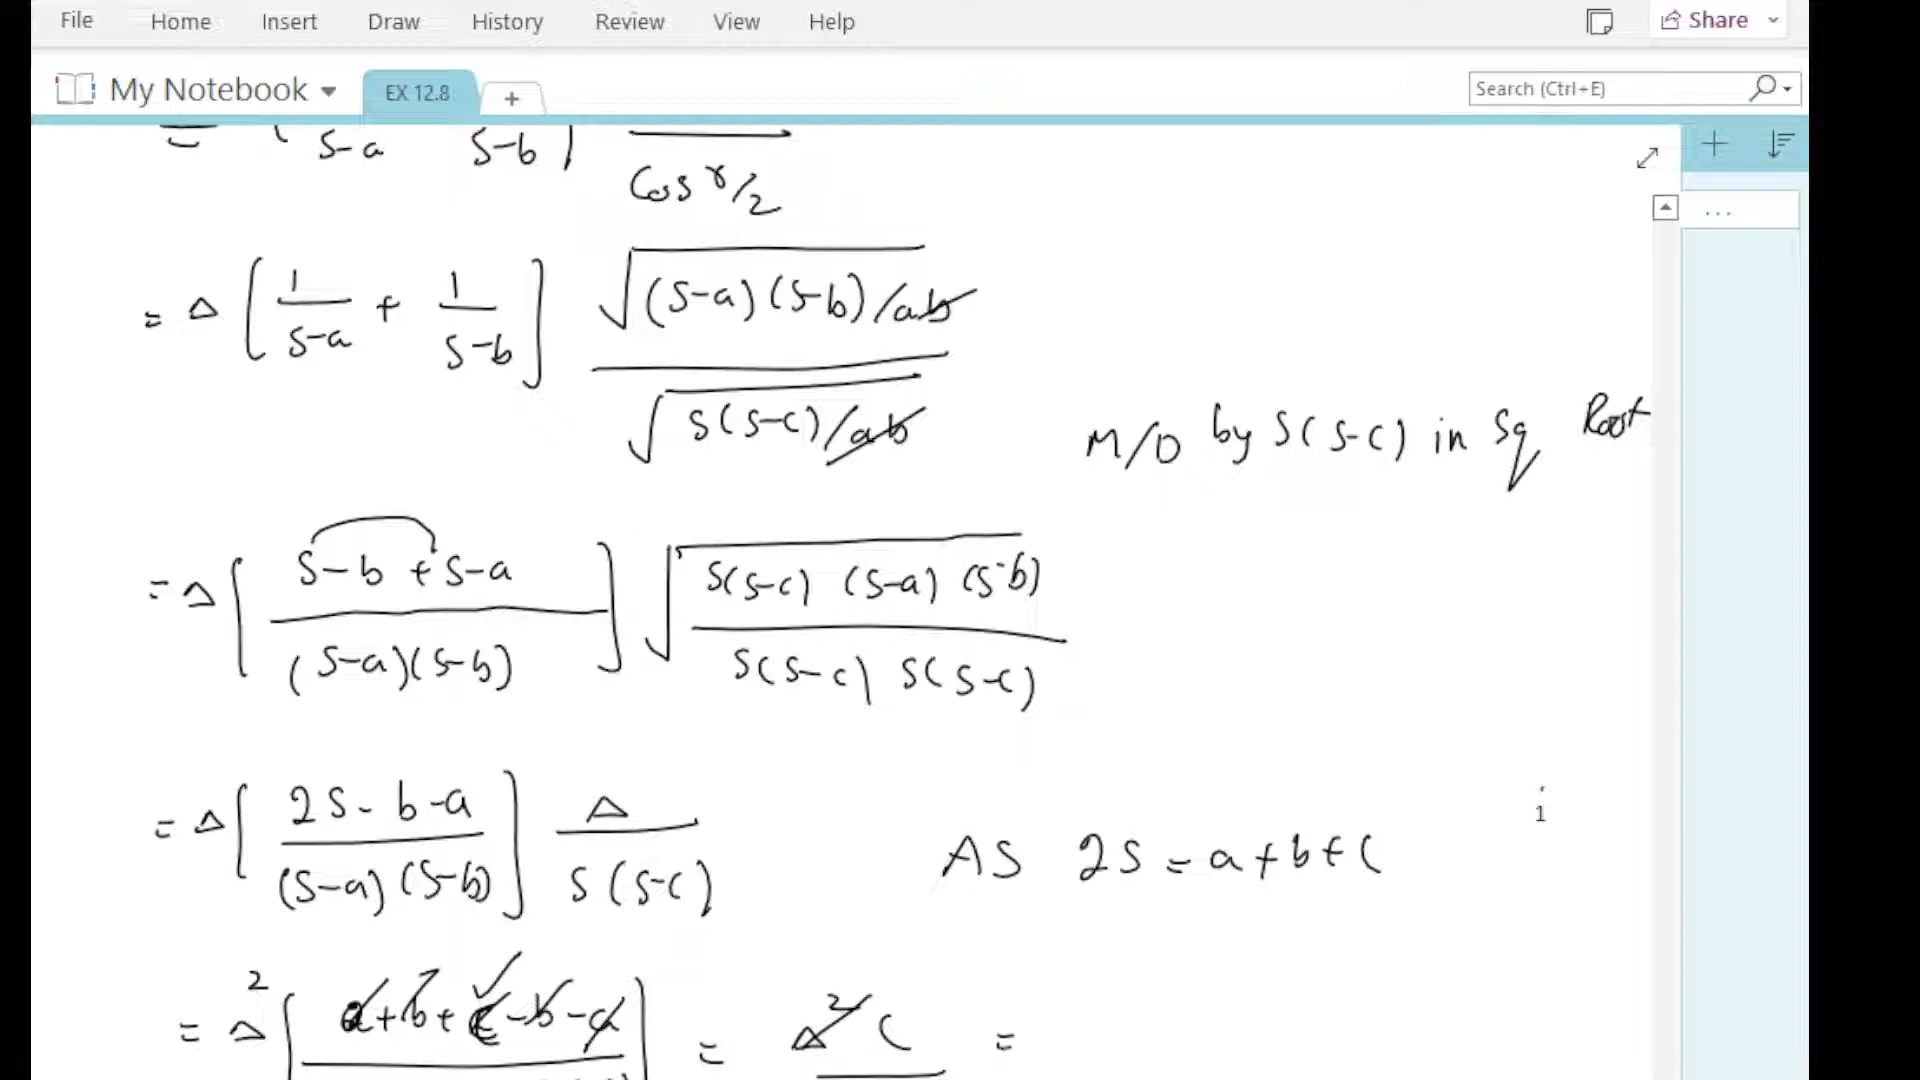 File Home Insert Draw History Review View Help Share
My Notebook EX 12.8 + Search (Ctrl+E)
= s-a s-b
Cos γ/2
...
= Δ [ 1/s-a + 1/s-b ] √(s-a)(s-b)/ab
√s(s-c)/ab
M/D by S(s-c) in Sq Root
= Δ [ s-b+s-a / (s-a)(s-b) ] √ s(s-c) (s-a) (s-b) / s(s-c) s(s-c)
= Δ [ 2s-b-a / (s-a)(s-b) ] Δ / s(s-c)
AS 2S = a+b+c
1
= Δ² [ a+b+c-b-a ] = Δ² c =